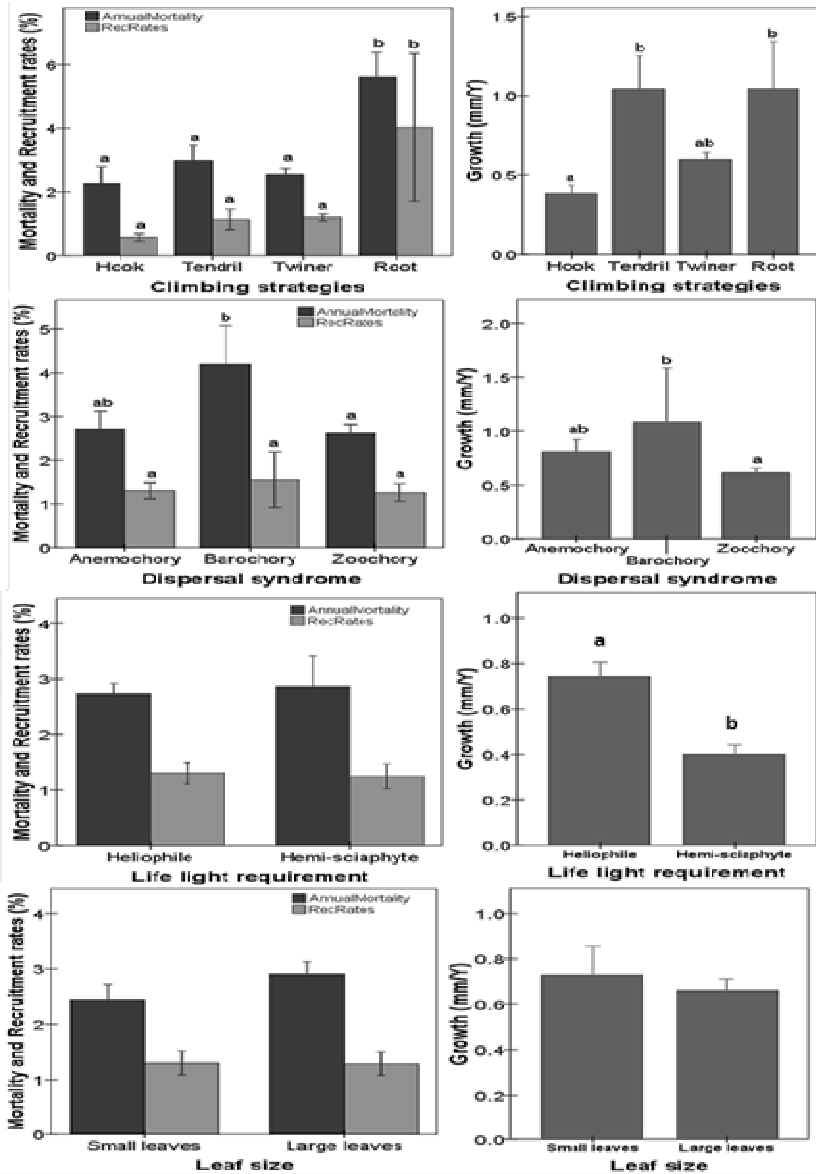 AnnualMortality
RecRates
Mortality and Recruitment rates (%)
6
4
2
0
a
a
a
a
a
a
b
b
Hook
Tendril
Twiner
Root
Climbing strategies
Growth (mm/Y)
1.5
1.0
0.5
0.0
a
b
ab
b
Hook
Tendril
Twiner
Root
Climbing strategies
AnnualMortality
RecRates
Mortality and Recruitment rates (%)
5
4
3
2
1
0
ab
a
b
a
a
a
Anemochory
Barochory
Zoochory
Dispersal syndrome
Growth (mm/Y)
2.0
1.5
1.0
0.5
0.0
ab
b
a
Anemochory
Barochory
Zoochory
Dispersal syndrome
AnnualMortality
RecRates
Mortality and Recruitment rates (%)
4
3
2
1
0
Heliophile
Hemi-sciaphyte
Life light requirement
Growth (mm/Y)
1.0
0.8
0.6
0.4
0.2
0.0
a
b
Heliophile
Hemi-sciaphyte
Life light requirement
AnnualMortality
RecRates
Mortality and Recruitment rates (%)
4
3
2
1
0
Small leaves
Large leaves
Leaf size
Growth (mm/Y)
1.0
0.8
0.6
0.4
0.2
0.0
Small leaves
Large leaves
Leaf size